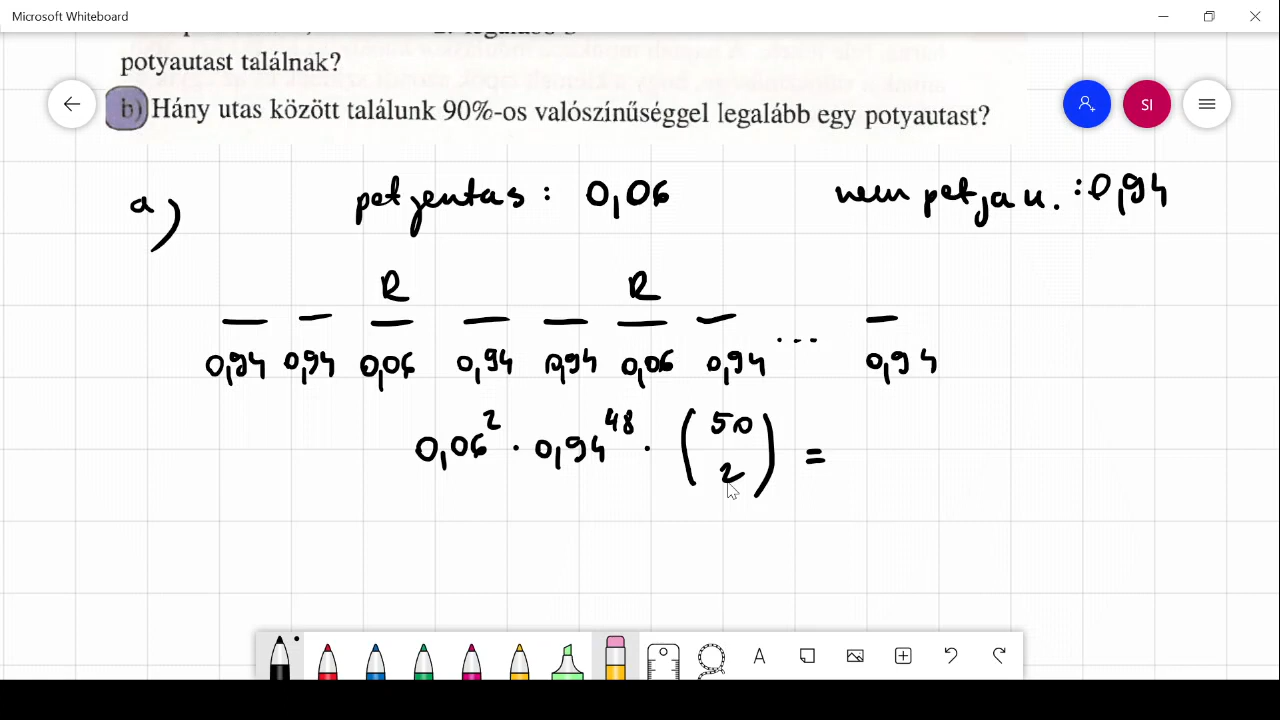 Microsoft Whiteboard
potyautast találnak?
b) Hány utas között találunk 90%-os valószínűséggel legalább egy potyautast?
SI
a) potyautas : 0,06 nem potyau. : 0,94
R R
0,94 0,94 0,06 0,94 0,94 0,06 0,94 ... 0,94
0,06² · 0,94⁴⁸ · (50 2) =
A